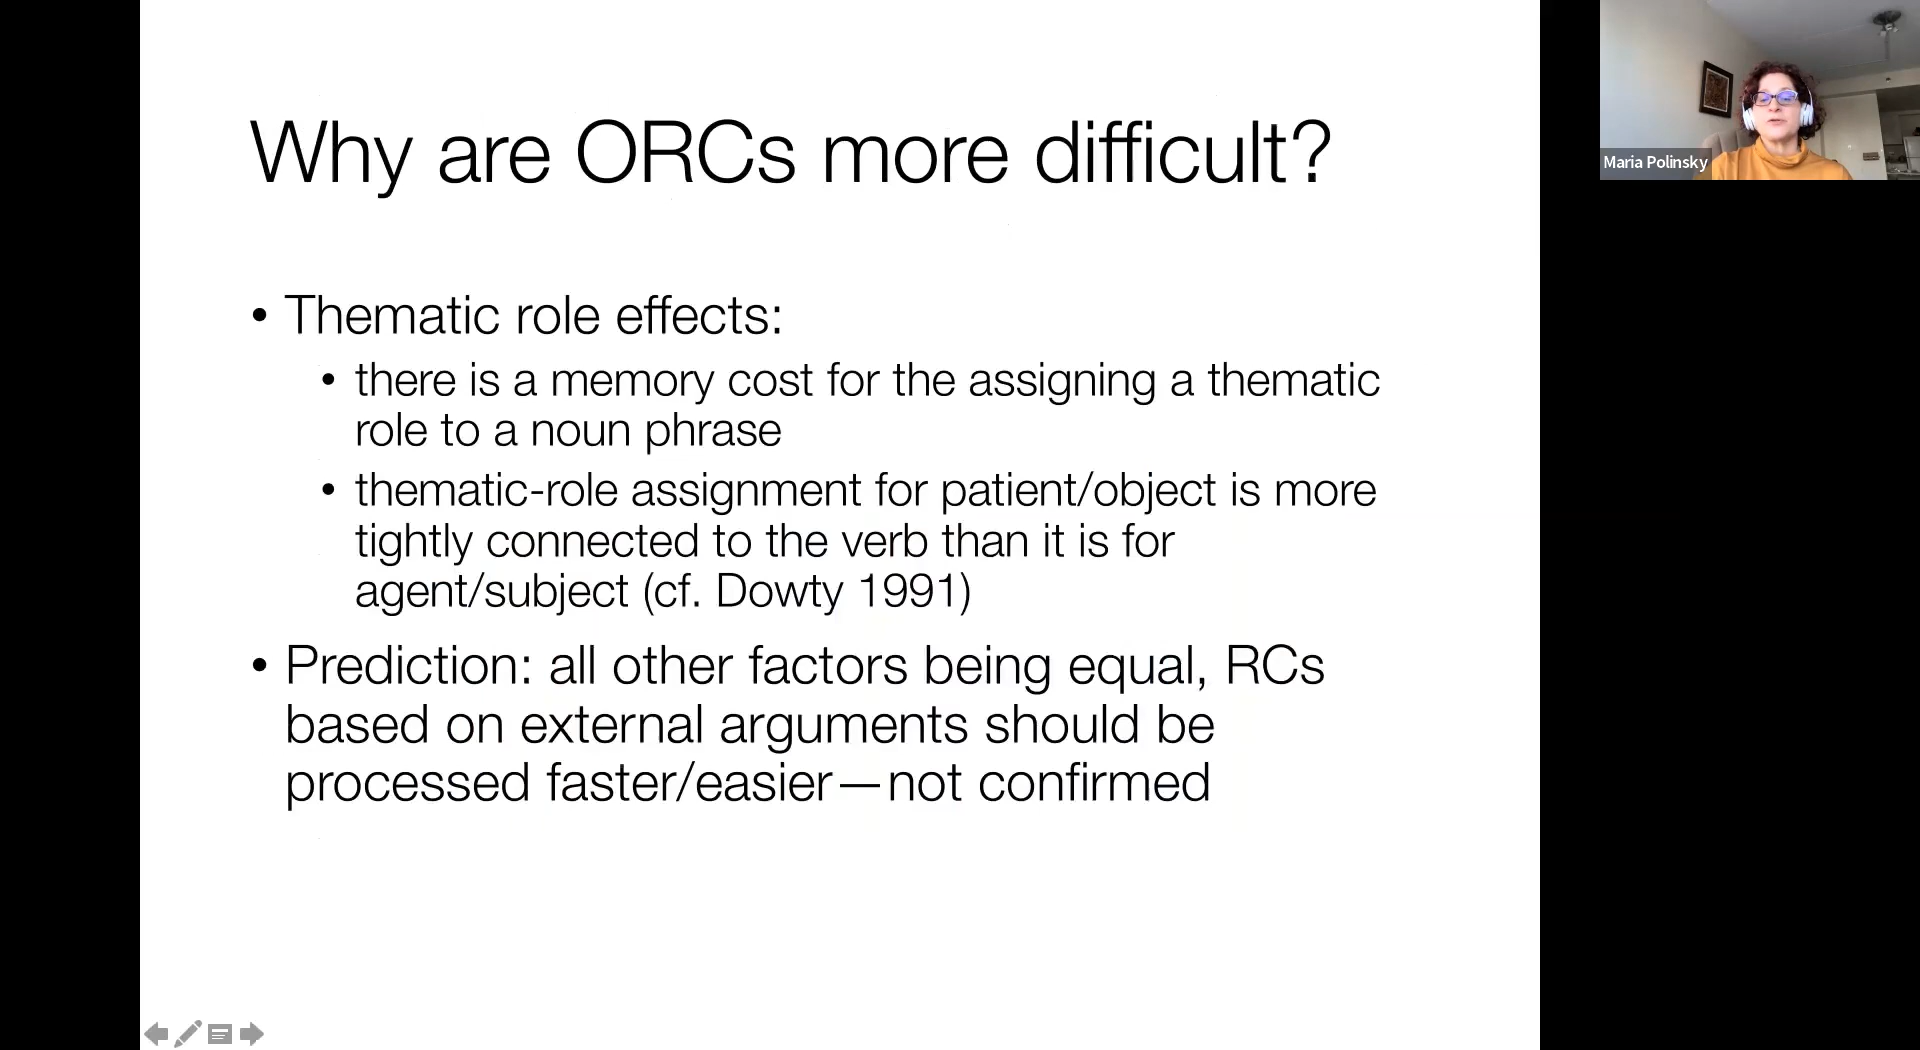 Why are ORCs more difficult?
• Thematic role effects:
• there is a memory cost for the assigning a thematic
role to a noun phrase
• thematic-role assignment for patient/object is more
tightly connected to the verb than it is for
agent/subject (cf. Dowty 1991)
• Prediction: all other factors being equal, RCs
based on external arguments should be
processed faster/easier—not confirmed
Maria Polinsky